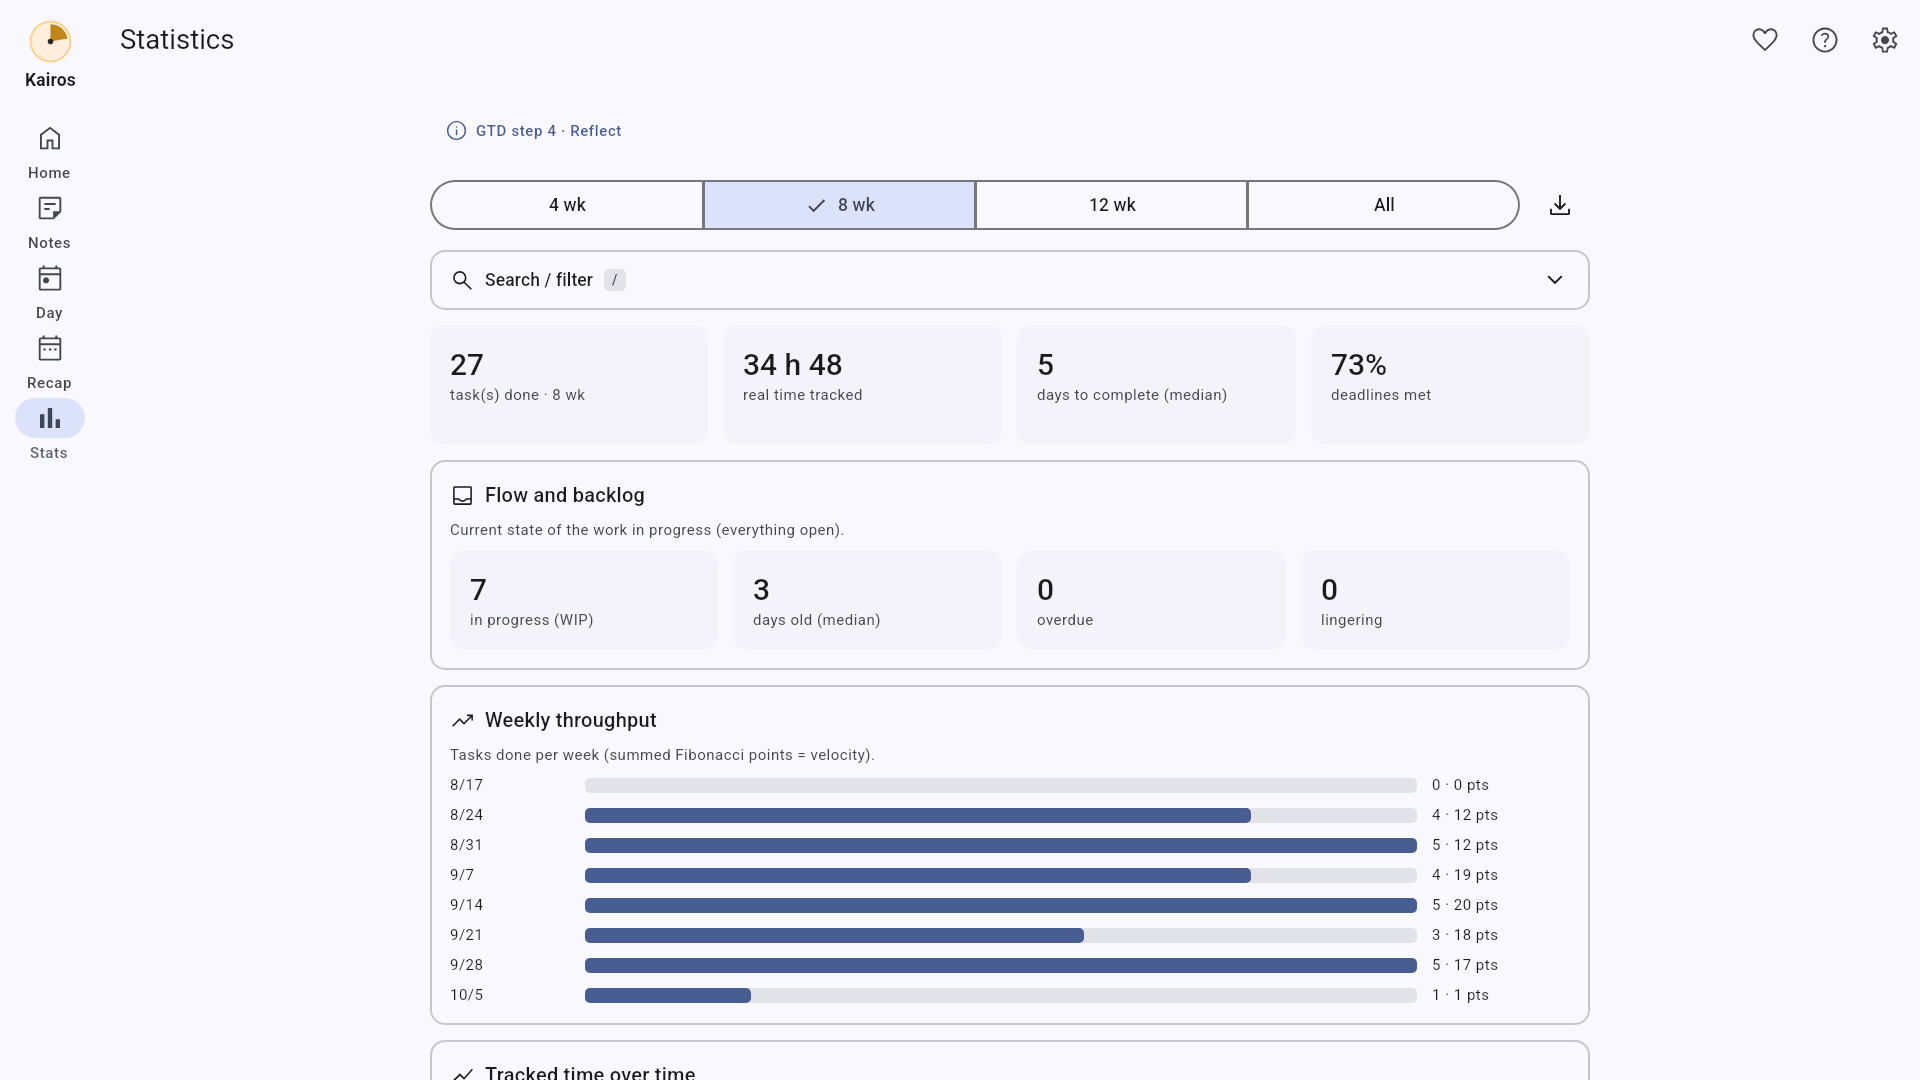 Kairos
Statistics
Home
Notes
Day
Recap
Stats
GTD step 4 · Reflect
4 wk
8 wk
12 wk
All
Search / filter /
27
task(s) done · 8 wk
34 h 48
real time tracked
5
days to complete (median)
73%
deadlines met
Flow and backlog
Current state of the work in progress (everything open).
7
in progress (WIP)
3
days old (median)
0
overdue
0
lingering
Weekly throughput
Tasks done per week (summed Fibonacci points = velocity).
8/17 0 · 0 pts
8/24 4 · 12 pts
8/31 5 · 12 pts
9/7 4 · 19 pts
9/14 5 · 20 pts
9/21 3 · 18 pts
9/28 5 · 17 pts
10/5 1 · 1 pts
Tracked time over time